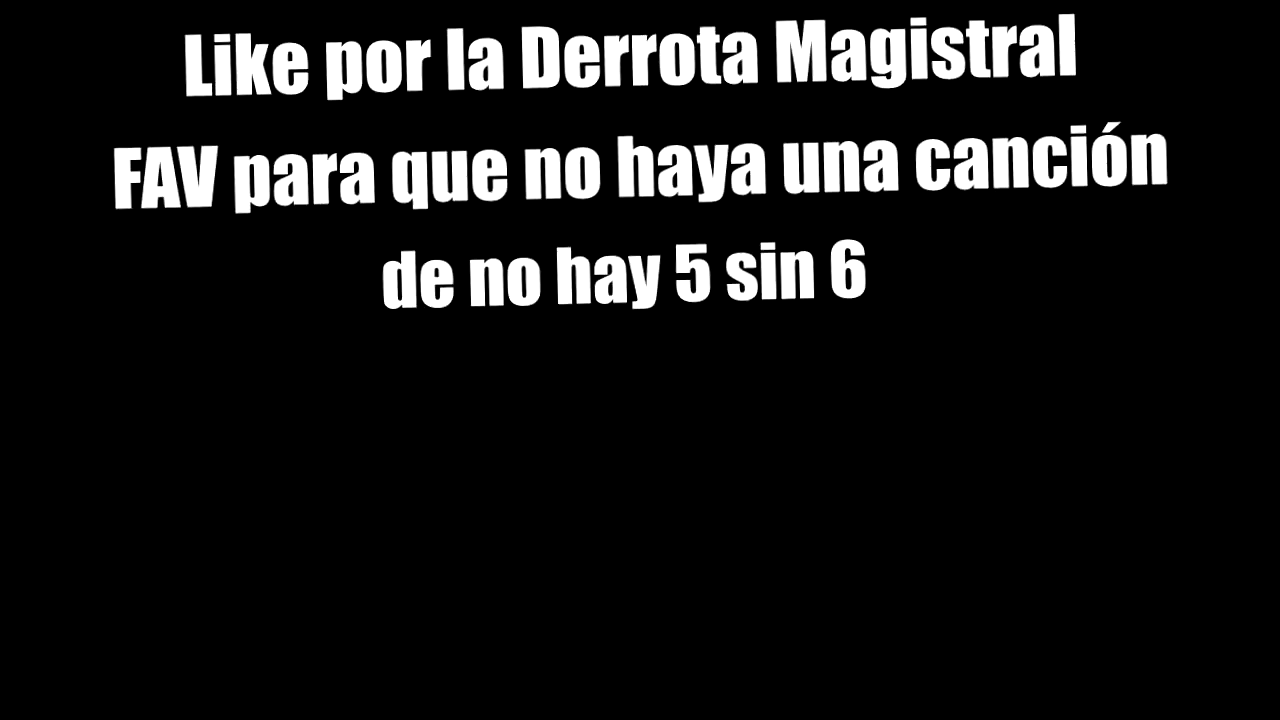 Like por la Derrota Magistral
FAV para que no haya una canción
de no hay 5 sin 6